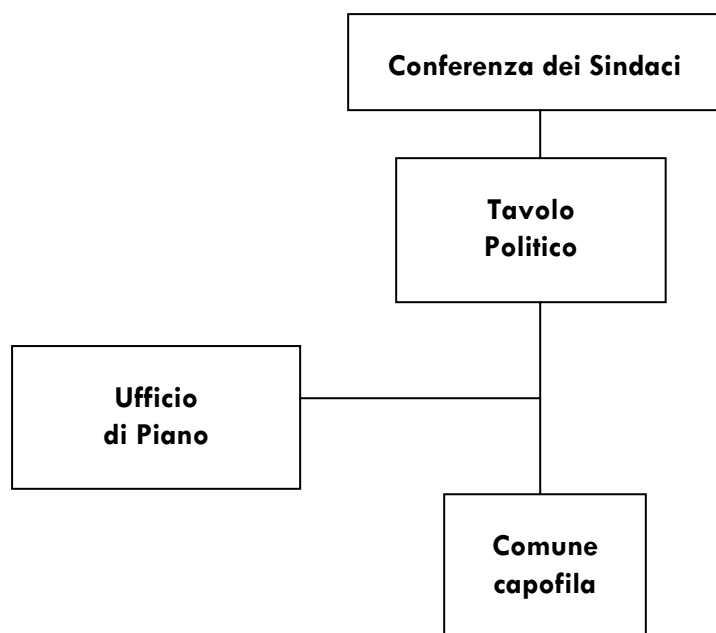 Conferenza dei Sindaci
Tavolo
Politico
Ufficio
di Piano
Comune
capofila